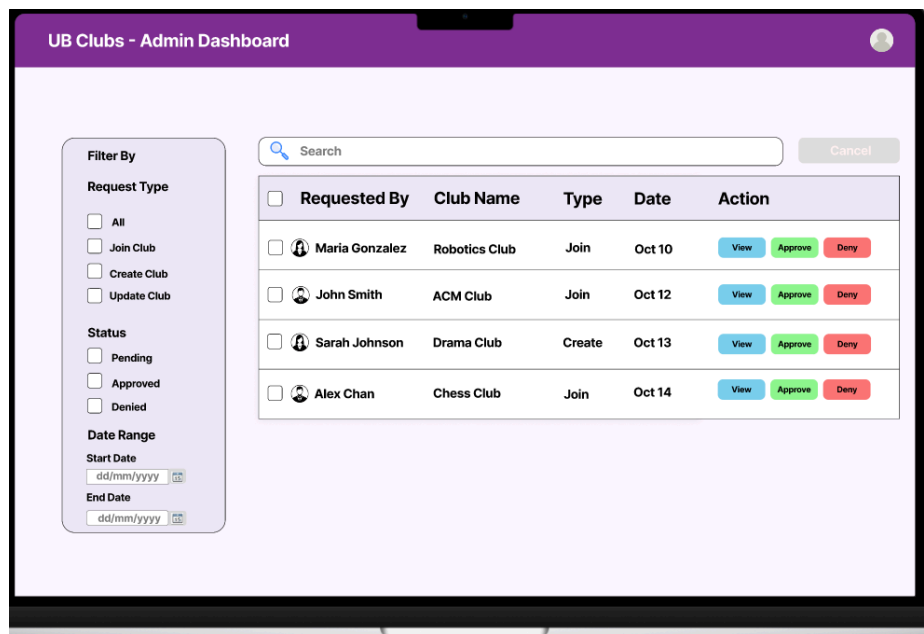 UB Clubs - Admin Dashboard
Filter By
Request Type
All
Join Club
Create Club
Update Club
Status
Pending
Approved
Denied
Date Range
Start Date
dd/mm/yyyy
End Date
dd/mm/yyyy
Search
Cancel
Requested By Club Name Type Date Action
Maria Gonzalez Robotics Club Join Oct 10 View Approve Deny
John Smith ACM Club Join Oct 12 View Approve Deny
Sarah Johnson Drama Club Create Oct 13 View Approve Deny
Alex Chan Chess Club Join Oct 14 View Approve Deny